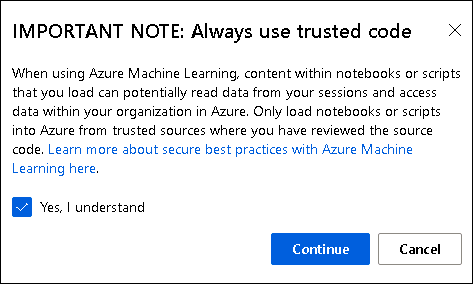 IMPORTANT NOTE: Always use trusted code
When using Azure Machine Learning, content within notebooks or scripts
that you load can potentially read data from your sessions and access
data within your organization in Azure. Only load notebooks or scripts
into Azure from trusted sources where you have reviewed the source
code. Learn more about secure best practices with Azure Machine
Learning here.
Yes, I understand
Continue
Cancel